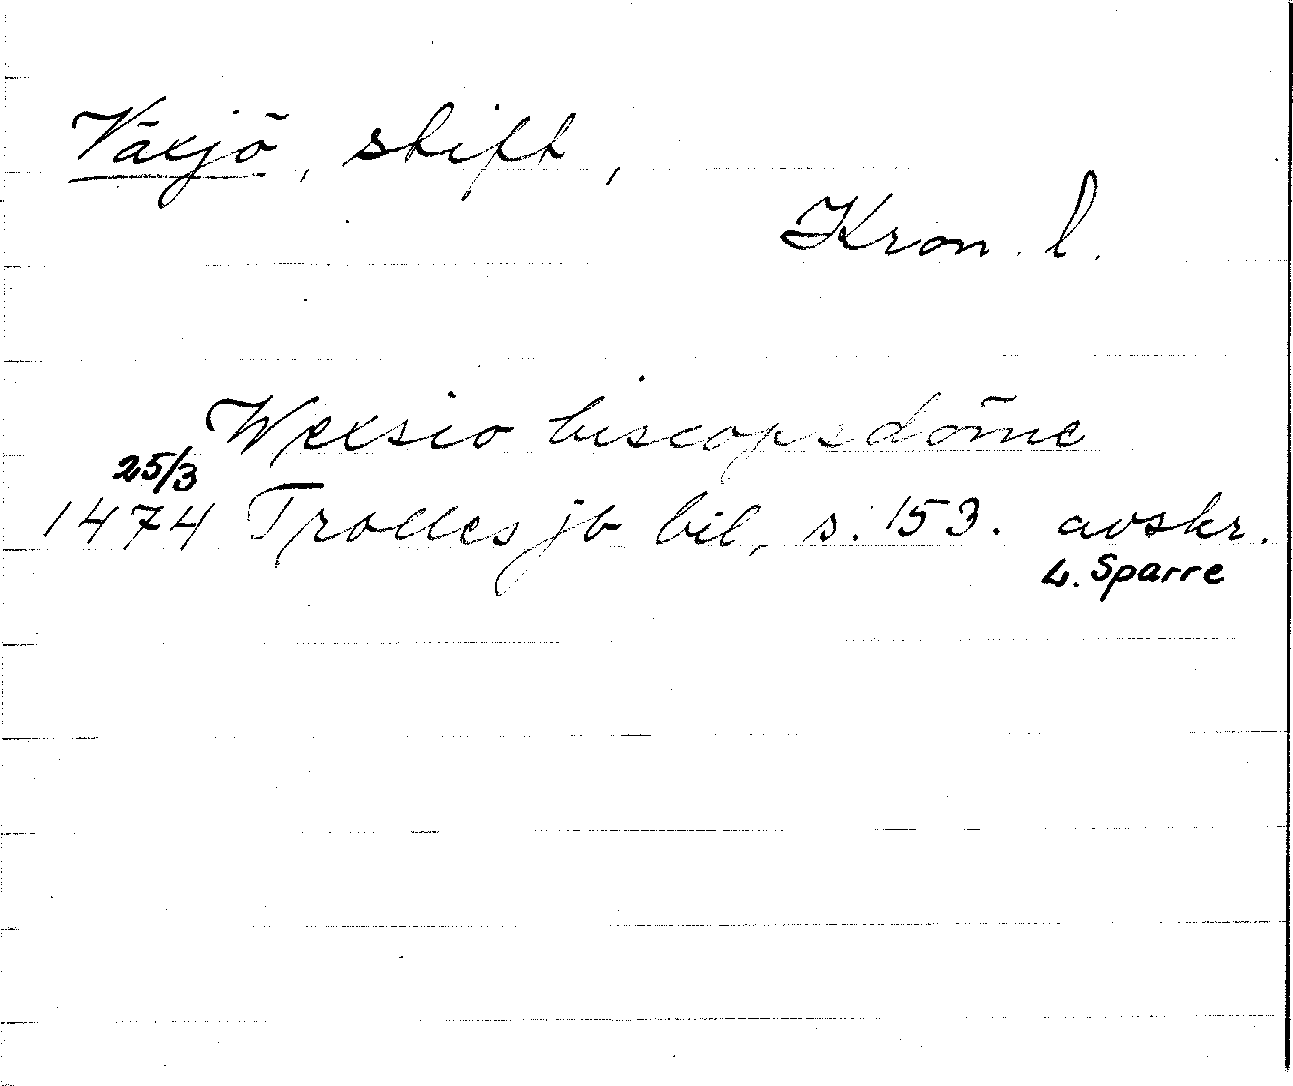 Växjö, stift,
Kron. l.
Wexsio biscopsdöme
25/3
1474 Trolles jb bil, s. 153. avskr.
L. Sparre